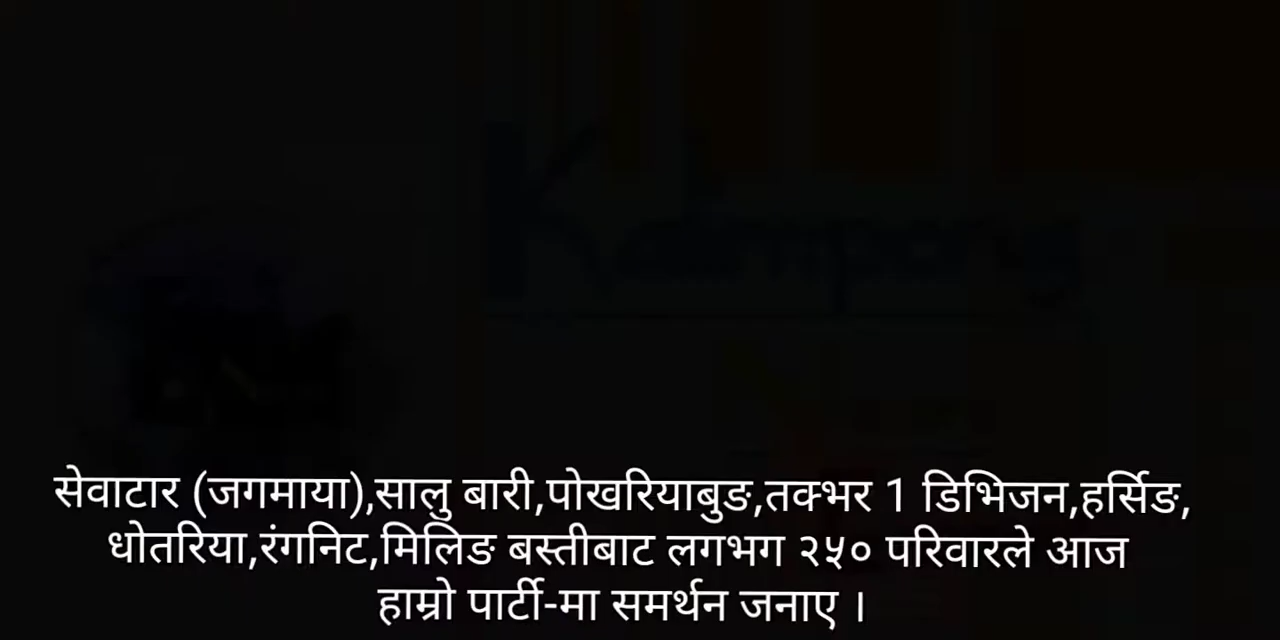 सेवाटार (जगमाया),सालु बारी,पोखरियाबुङ,तक्भर 1 डिभिजन,हर्सिङ,
धोतरिया,रंगनिट,मिलिङ बस्तीबाट लगभग २५० परिवारले आज
हाम्रो पार्टी-मा समर्थन जनाए ।